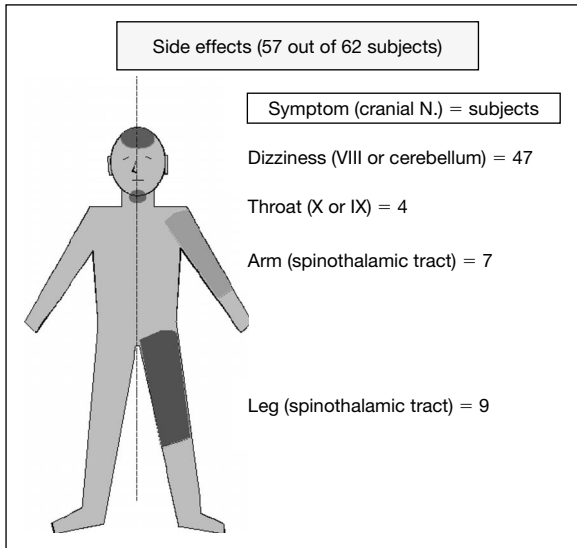 Side effects (57 out of 62 subjects)
Symptom (cranial N.) = subjects
Dizziness (VIII or cerebellum) = 47
Throat (X or IX) = 4
Arm (spinothalamic tract) = 7
Leg (spinothalamic tract) = 9